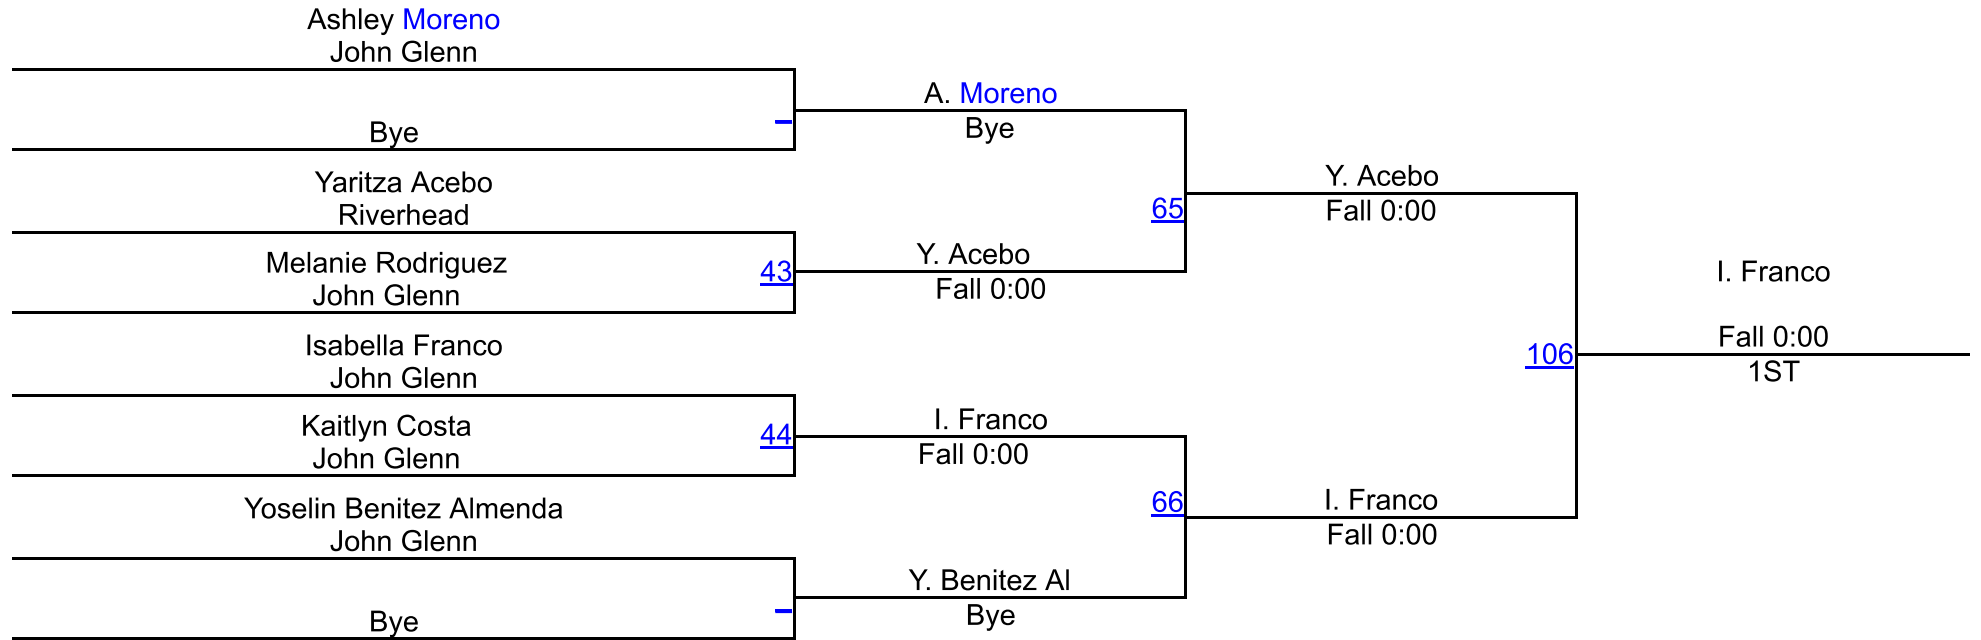 Ashley Moreno
John Glenn
Bye
Yaritza Acebo
Riverhead
Melanie Rodriguez
John Glenn
43
Isabella Franco
John Glenn
Kaitlyn Costa
John Glenn
44
Yoselin Benitez Almenda
John Glenn
Bye
A. Moreno
Bye
65
Y. Acebo
Fall 0:00
I. Franco
Fall 0:00
66
Y. Benitez Al
Bye
Y. Acebo
Fall 0:00
106
I. Franco
Fall 0:00
I. Franco
Fall 0:00
1ST